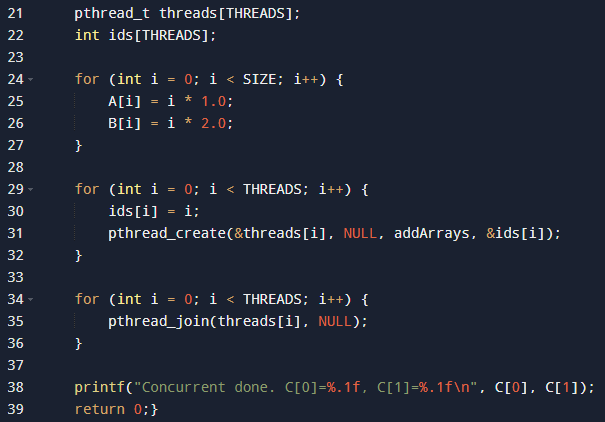 21 pthread_t threads[THREADS];
22 int ids[THREADS];
23
24 for (int i = 0; i < SIZE; i++) {
25 A[i] = i * 1.0;
26 B[i] = i * 2.0;
27 }
28
29 for (int i = 0; i < THREADS; i++) {
30 ids[i] = i;
31 pthread_create(&threads[i], NULL, addArrays, &ids[i]);
32 }
33
34 for (int i = 0; i < THREADS; i++) {
35 pthread_join(threads[i], NULL);
36 }
37
38 printf("Concurrent done. C[0]=%.1f, C[1]=%.1f\n", C[0], C[1]);
39 return 0;}